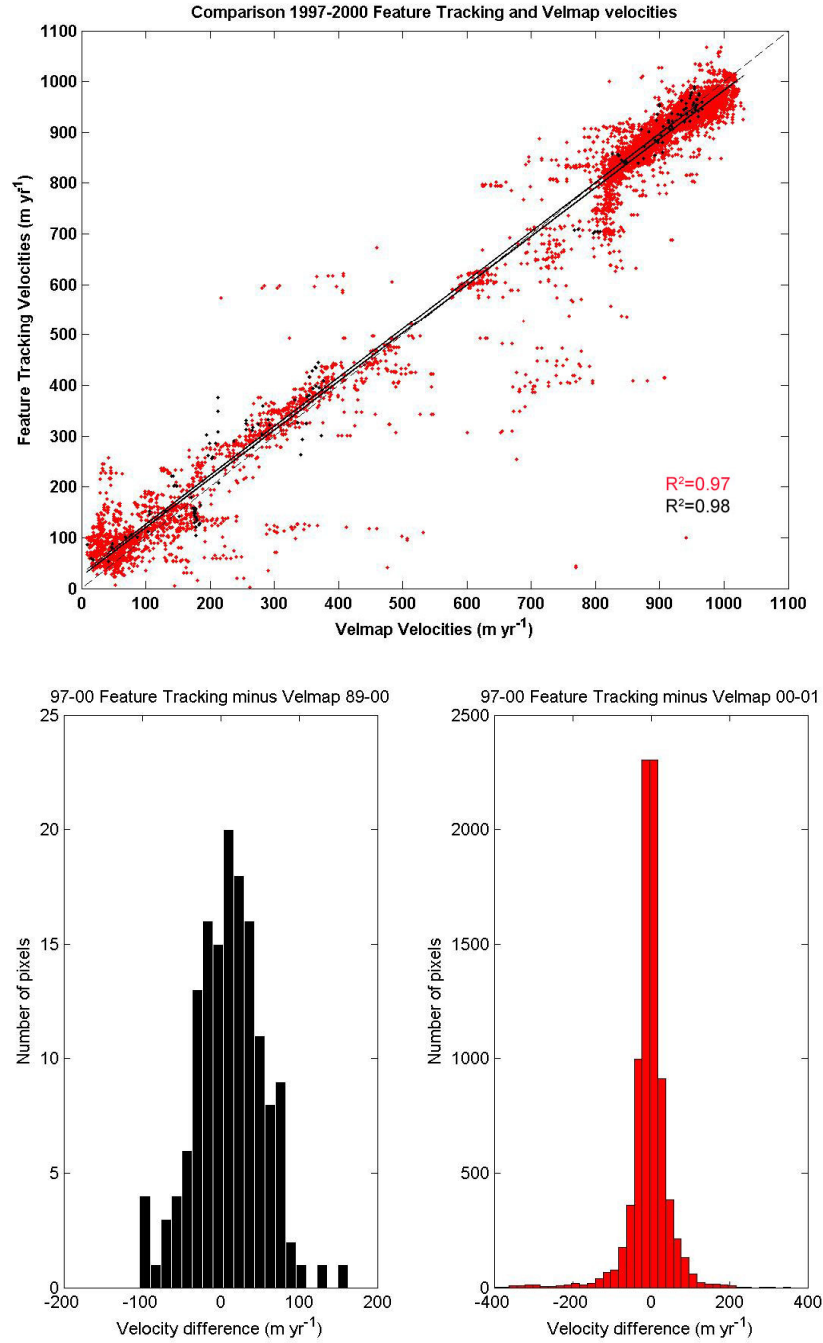 Comparison 1997-2000 Feature Tracking and Velmap velocities
1100
1000
900
800
700
600
500
400
300
200
100
0
Feature Tracking Velocities (m yr-1)
R²=0.97
R²=0.98
0 100 200 300 400 500 600 700 800 900 1000 1100
Velmap Velocities (m yr-1)
97-00 Feature Tracking minus Velmap 89-00
25
20
15
10
5
0
Number of pixels
-200 -100 0 100 200
Velocity difference (m yr-1)
97-00 Feature Tracking minus Velmap 00-01
2500
2000
1500
1000
500
0
Number of pixels
-400 -200 0 200 400
Velocity difference (m yr-1)